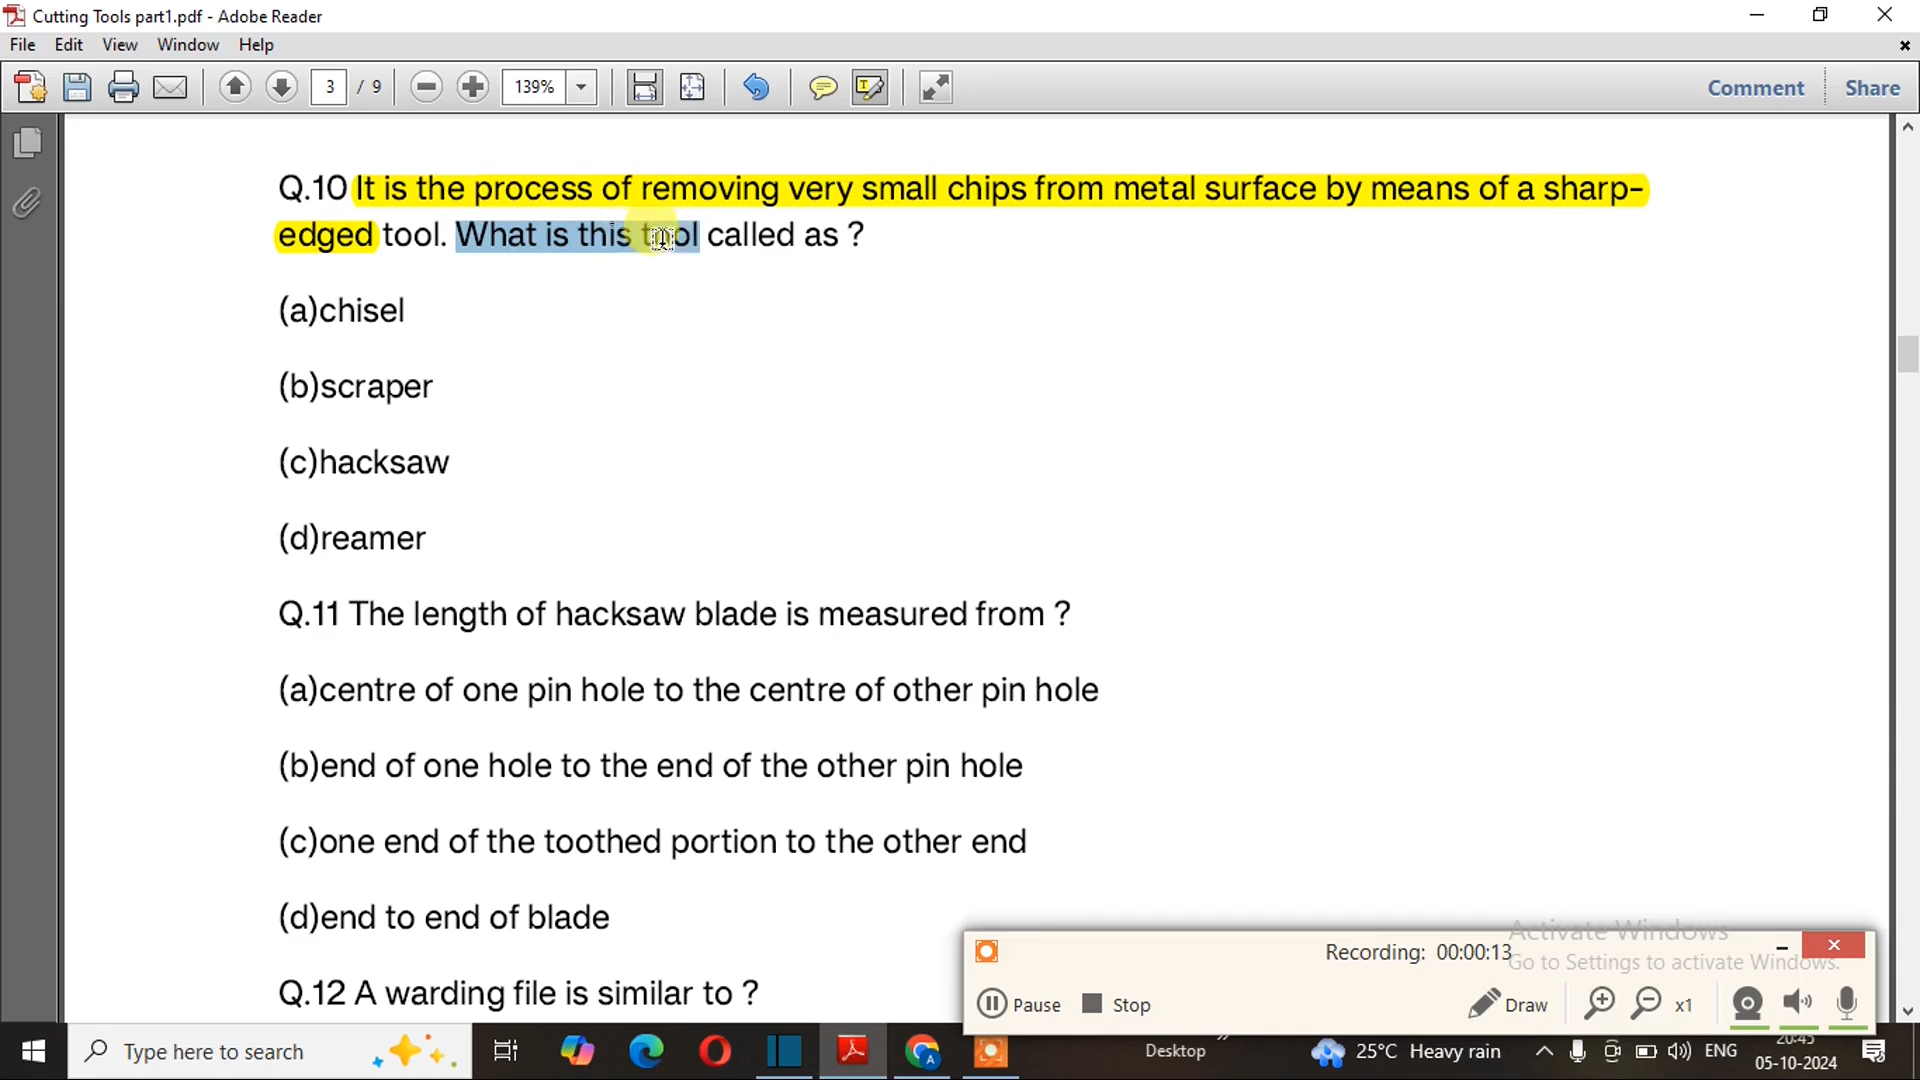 Cutting Tools part1.pdf - Adobe Reader
File Edit View Window Help
3 / 9 139% Comment Share
Q.10 It is the process of removing very small chips from metal surface by means of a sharp-
edged tool. What is this tool called as ?
(a)chisel
(b)scraper
(c)hacksaw
(d)reamer
Q.11 The length of hacksaw blade is measured from ?
(a)centre of one pin hole to the centre of other pin hole
(b)end of one hole to the end of the other pin hole
(c)one end of the toothed portion to the other end
(d)end to end of blade
Q.12 A warding file is similar to ?
Activate Windows
Go to Settings to activate Windows.
Recording: 00:00:13
Pause Stop Draw x1
Type here to search Desktop 25°C Heavy rain ENG
20:45
05-10-2024